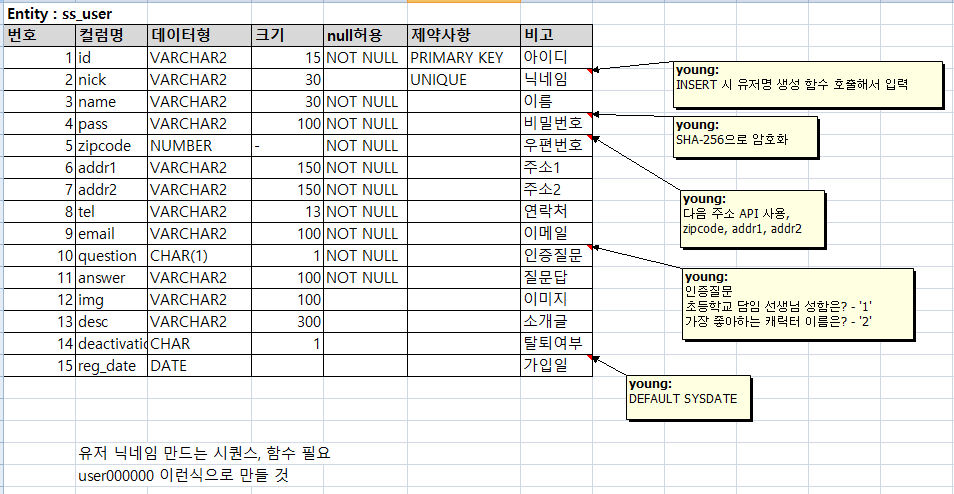 Entity : ss_user
번호 컬럼명 데이터형 크기 null허용 제약사항 비고
1 id VARCHAR2 15 NOT NULL PRIMARY KEY 아이디
2 nick VARCHAR2 30 UNIQUE 닉네임
3 name VARCHAR2 30 NOT NULL 이름
4 pass VARCHAR2 100 NOT NULL 비밀번호
5 zipcode NUMBER - NOT NULL 우편번호
6 addr1 VARCHAR2 150 NOT NULL 주소1
7 addr2 VARCHAR2 150 NOT NULL 주소2
8 tel VARCHAR2 13 NOT NULL 연락처
9 email VARCHAR2 100 NOT NULL 이메일
10 question CHAR(1) 1 NOT NULL 인증질문
11 answer VARCHAR2 100 NOT NULL 질문답
12 img VARCHAR2 100 이미지
13 desc VARCHAR2 300 소개글
14 deactivatio CHAR 1 탈퇴여부
15 reg_date DATE 가입일
young:
INSERT 시 유저명 생성 함수 호출해서 입력
young:
SHA-256으로 암호화
young:
다음 주소 API 사용,
zipcode, addr1, addr2
young:
인증질문
초등학교 담임 선생님 성함은? - '1'
가장 좋아하는 캐릭터 이름은? - '2'
young:
DEFAULT SYSDATE
유저 닉네임 만드는 시퀀스, 함수 필요
user000000 이런식으로 만들 것